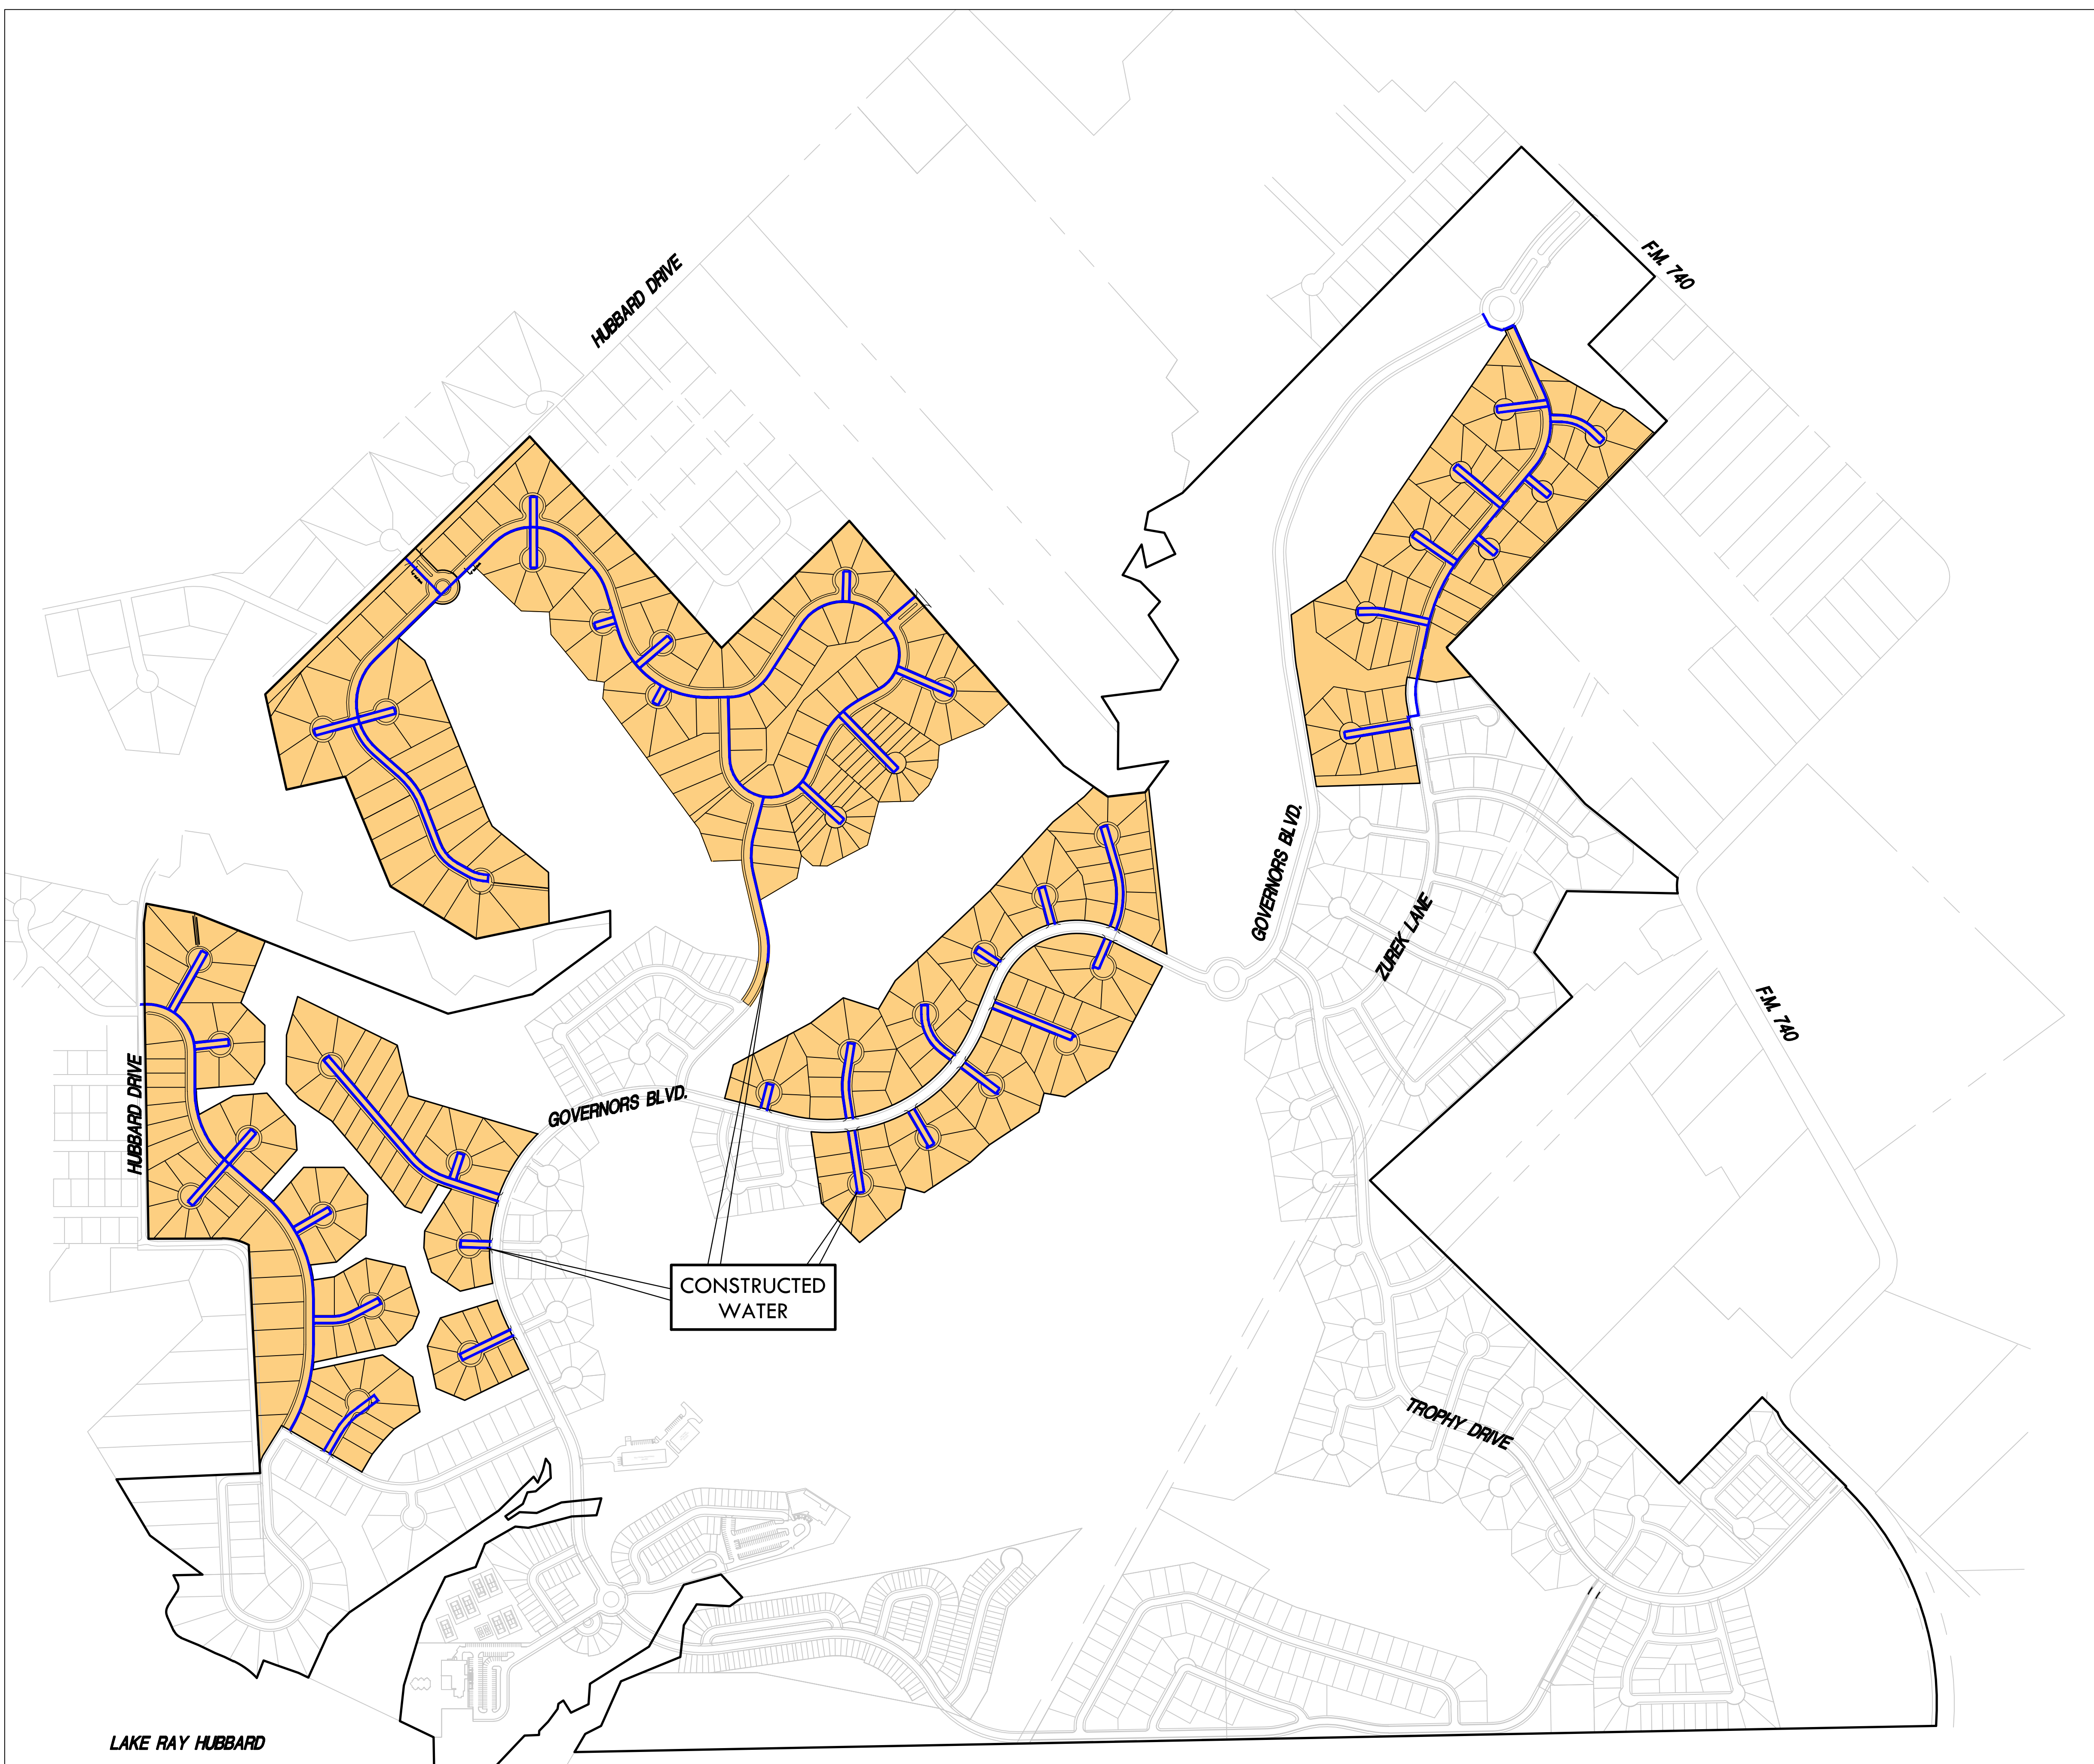 F.M. 740
HUBBARD DRIVE
GOVERNORS BLVD.
ZUREK LANE
F.M. 740
HUBBARD DRIVE
GOVERNORS BLVD.
CONSTRUCTED
WATER
TROPHY DRIVE
LAKE RAY HUBBARD